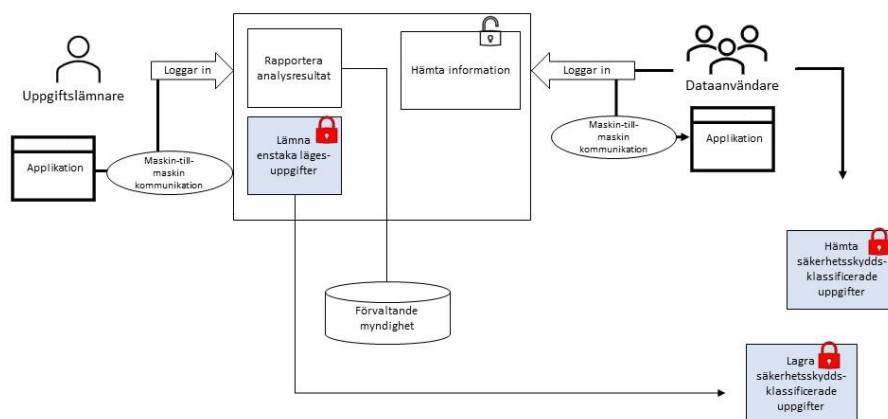 Uppgiftslämnare
Loggar in
Rapportera
analysresultat
Hämta information
Loggar in
Dataanvändare
Applikation
Maskin-till-
maskin
kommunikation
Lämna
enstaka läges-
uppgifter
Maskin-till-
maskin
kommunikation
Applikation
Hämta
säkerhetsskydds-
klassificerade
uppgifter
Förvaltande
myndighet
Lagra
säkerhetsskydds-
klassificerade
uppgifter